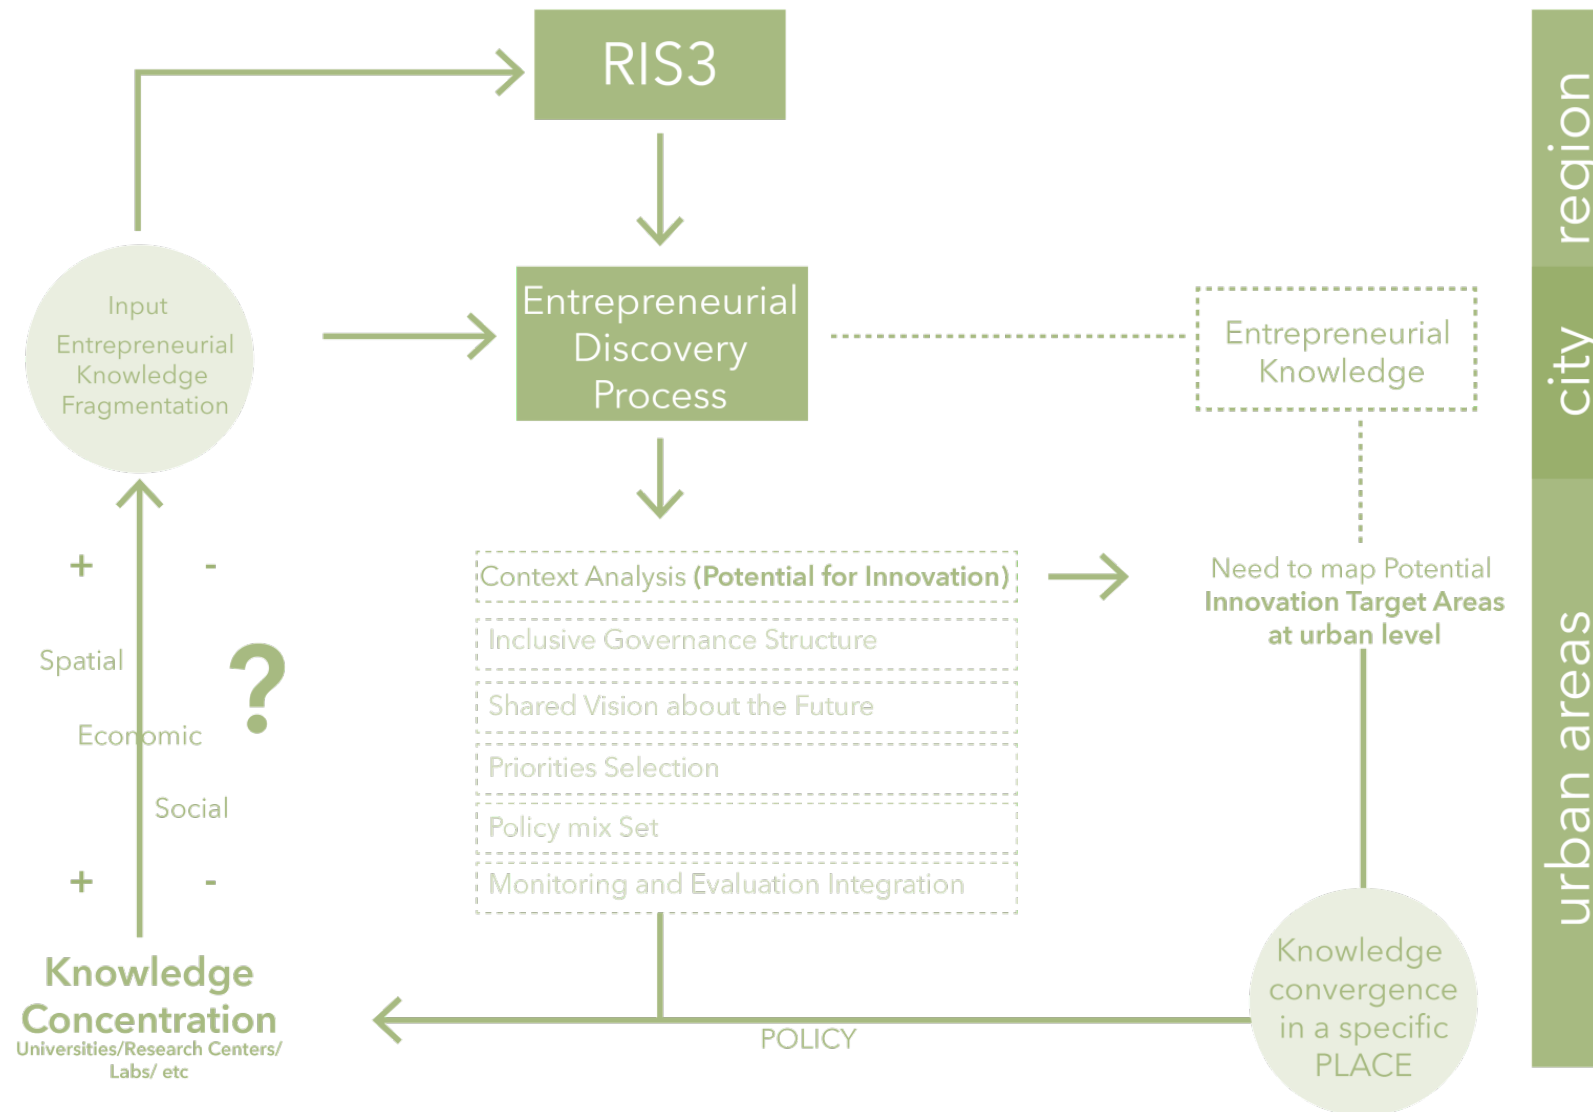 RIS3
region
Input
Entrepreneurial
Knowledge
Fragmentation
Entrepreneurial
Discovery
Process
Entrepreneurial
Knowledge
city
+ -
Spatial
Economic
Social
?
+ -
Context Analysis (Potential for Innovation)
Inclusive Governance Structure
Shared Vision about the Future
Priorities Selection
Policy mix Set
Monitoring and Evaluation Integration
Need to map Potential
Innovation Target Areas
at urban level
urban areas
Knowledge
Concentration
Universities/Research Centers/
Labs/ etc
POLICY
Knowledge
convergence
in a specific
PLACE